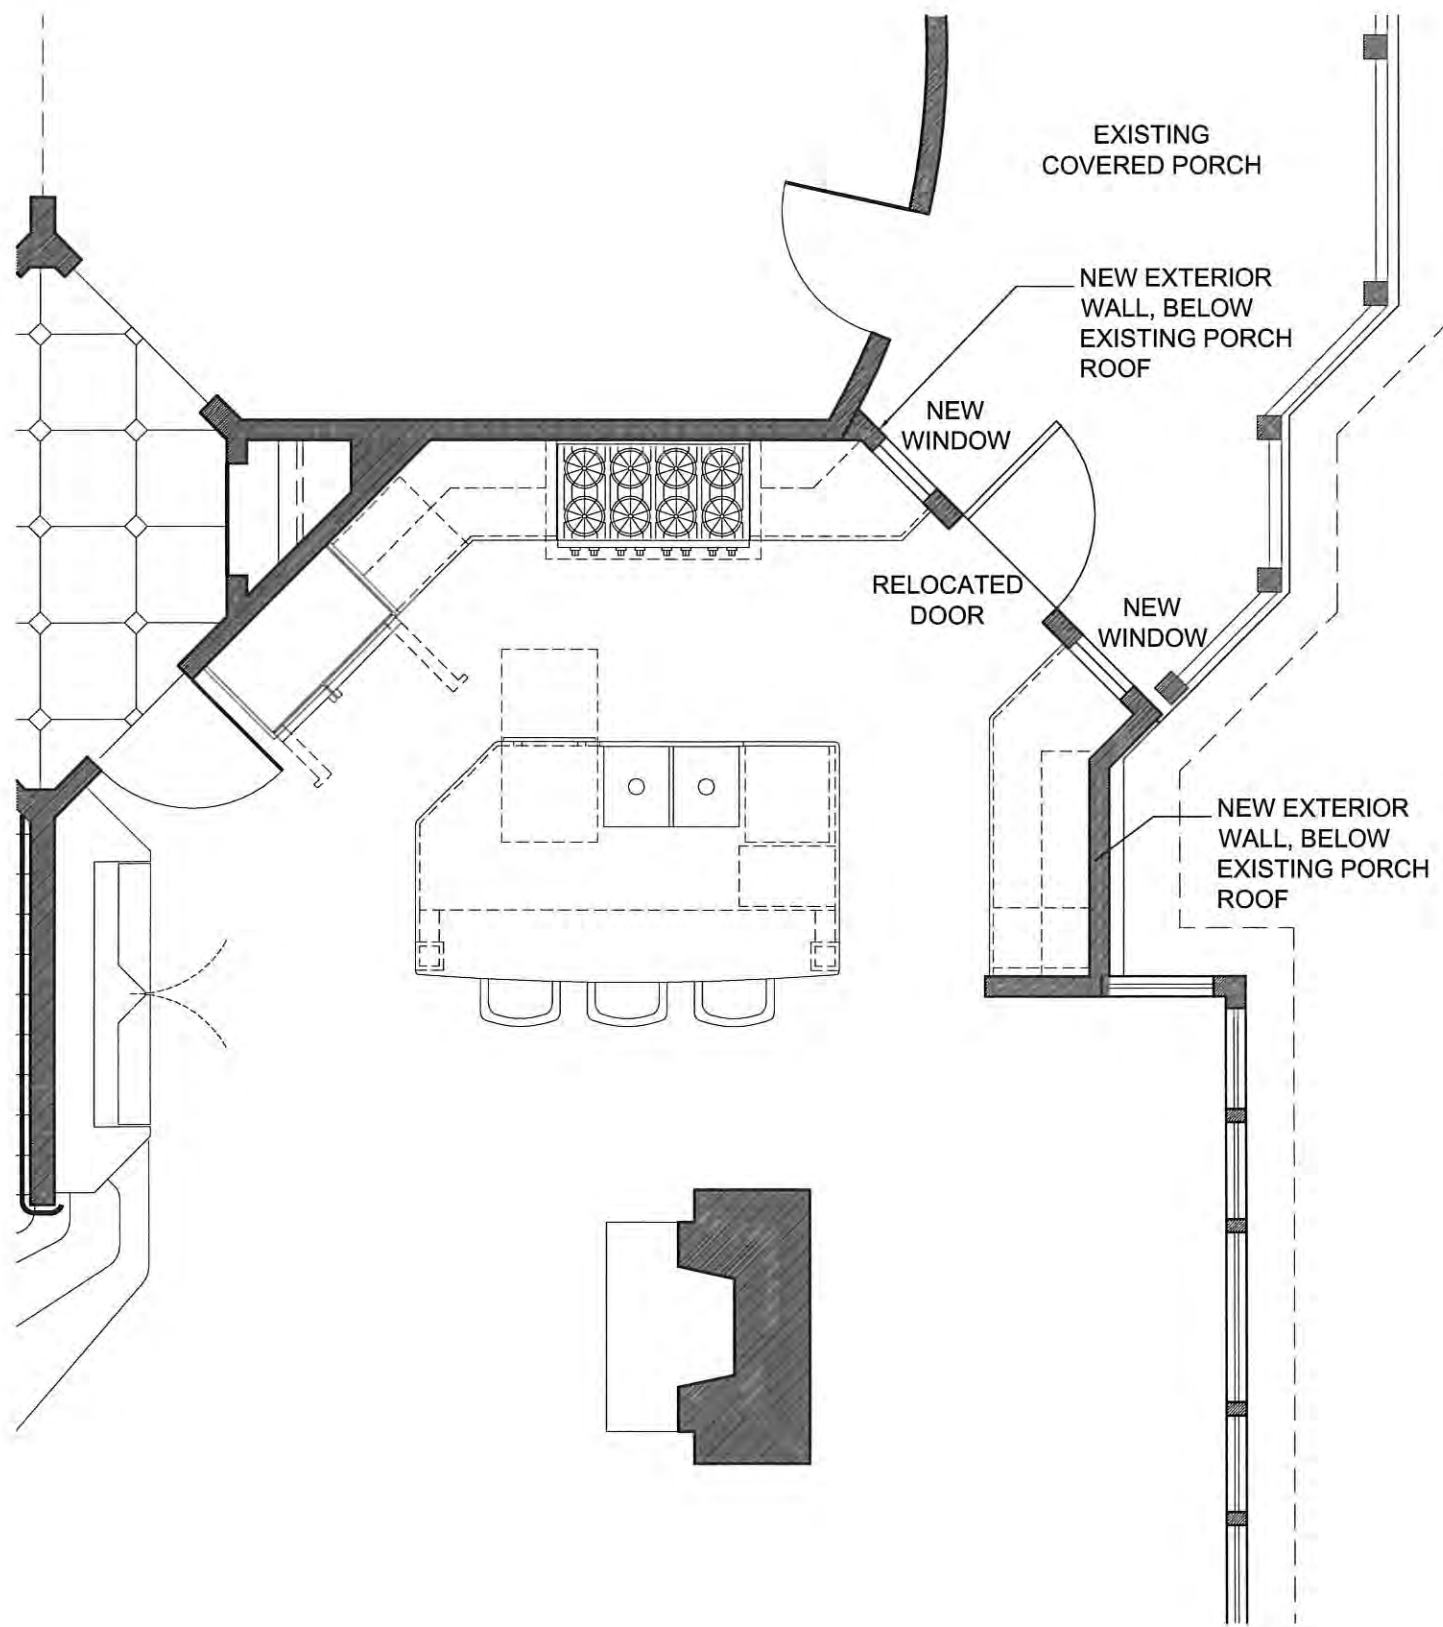 EXISTING
COVERED PORCH
NEW EXTERIOR
WALL, BELOW
EXISTING PORCH
ROOF
NEW
WINDOW
RELOCATED
DOOR
NEW
WINDOW
NEW EXTERIOR
WALL, BELOW
EXISTING PORCH
ROOF